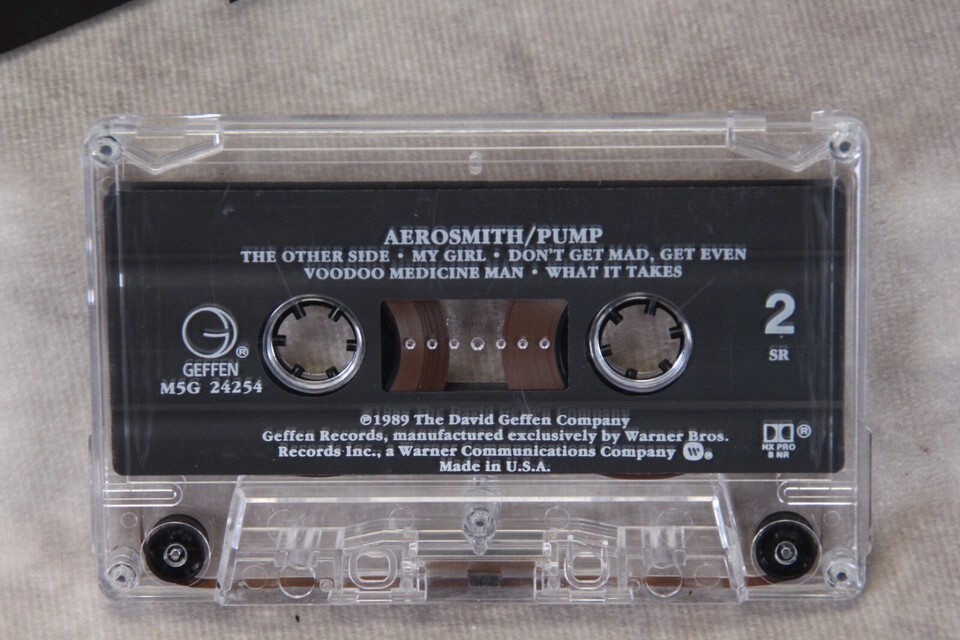 AEROSMITH/PUMP
THE OTHER SIDE • MY GIRL • DON'T GET MAD, GET EVEN
VOODOO MEDICINE MAN • WHAT IT TAKES
2
SR
GEFFEN®
M5G 24254
℗1989 The David Geffen Company
Geffen Records, manufactured exclusively by Warner Bros.
Records Inc., a Warner Communications Company ®
Made in U.S.A.
®
HX PRO
B NR